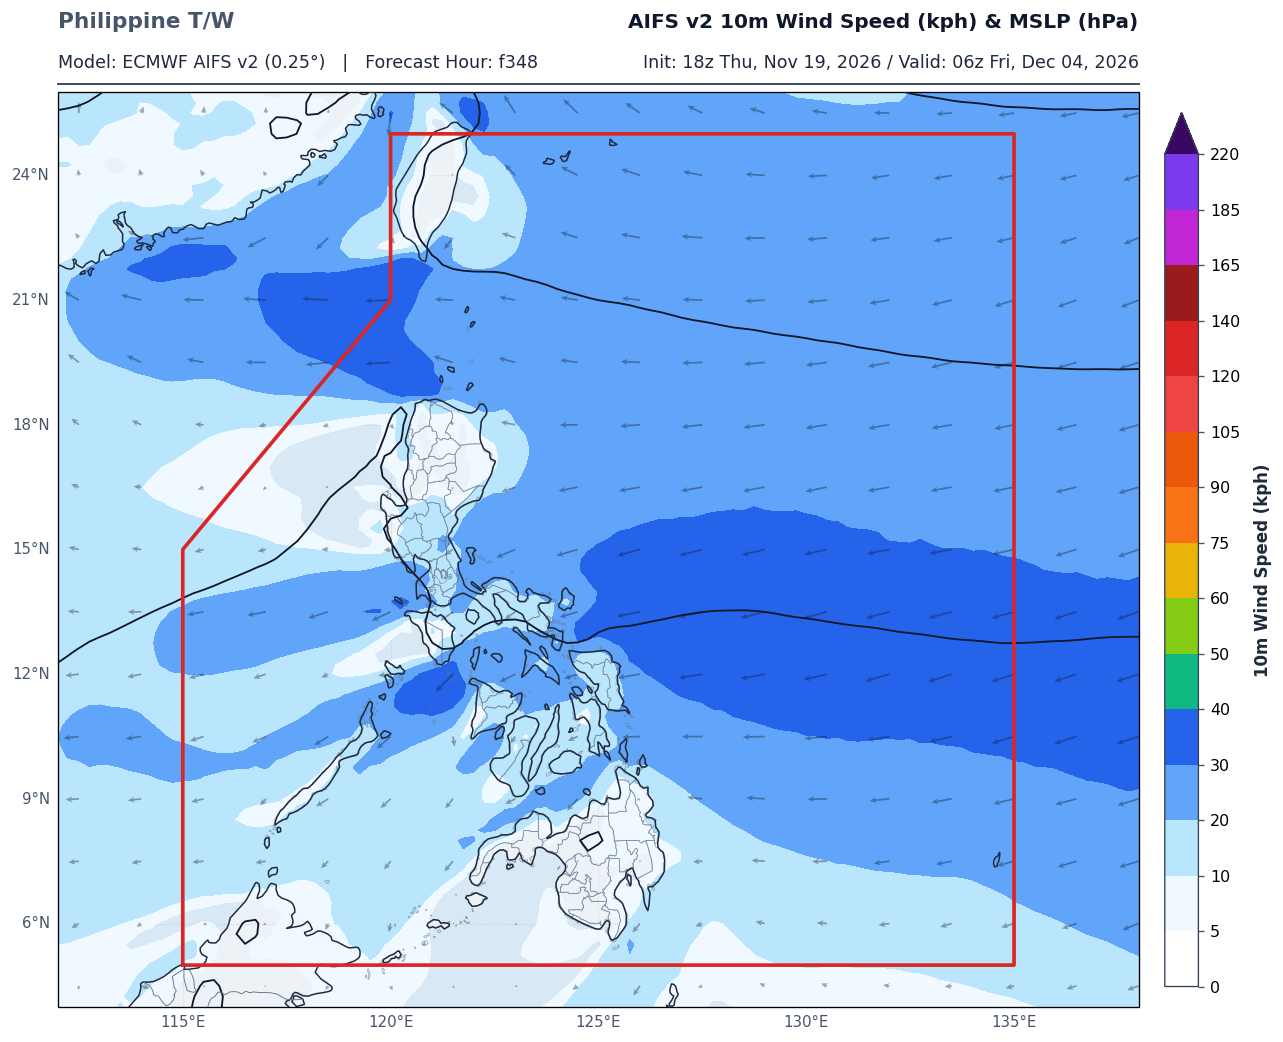 Philippine T/W
AIFS v2 10m Wind Speed (kph) & MSLP (hPa)
Model: ECMWF AIFS v2 (0.25°)   |   Forecast Hour: f348
Init: 18z Thu, Nov 19, 2026 / Valid: 06z Fri, Dec 04, 2026
24°N
21°N
18°N
15°N
12°N
9°N
6°N
115°E
120°E
125°E
130°E
135°E
220
185
165
140
120
105
90
75
60
50
40
30
20
10
5
0
10m Wind Speed (kph)